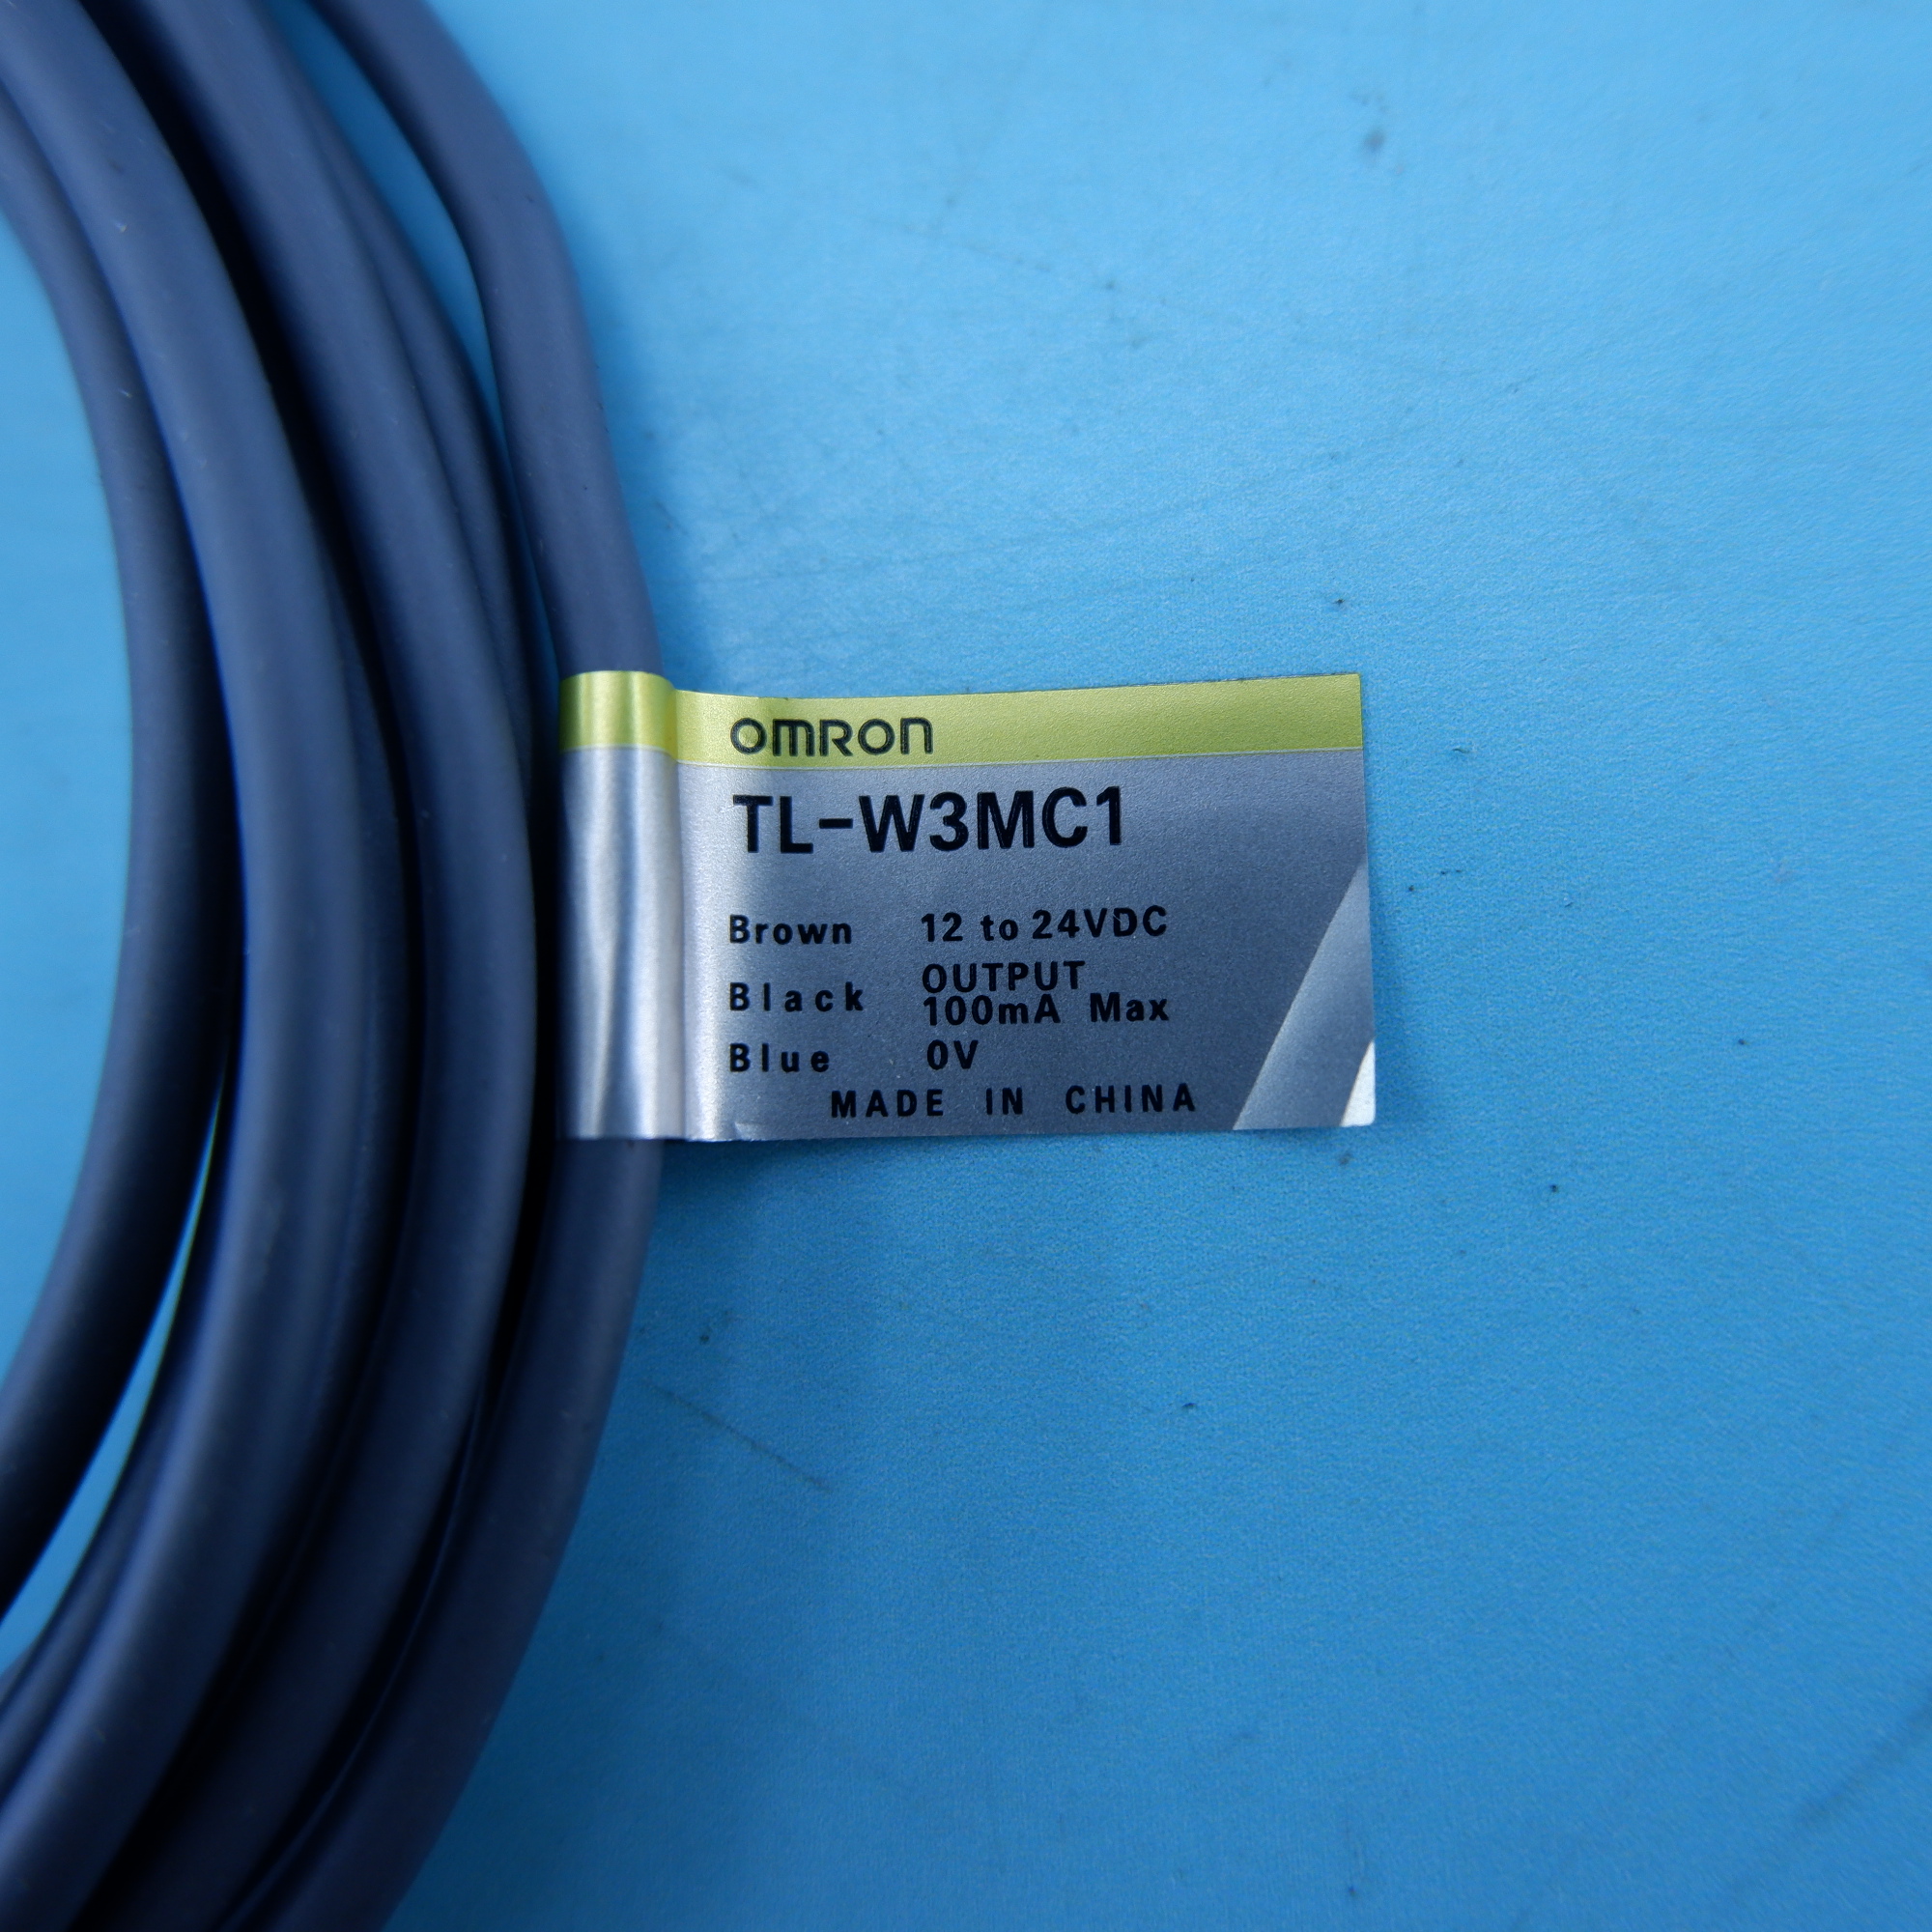 OMRON
TL-W3MC1
Brown 12 to 24VDC
Black OUTPUT
100mA Max
Blue 0V
MADE IN CHINA